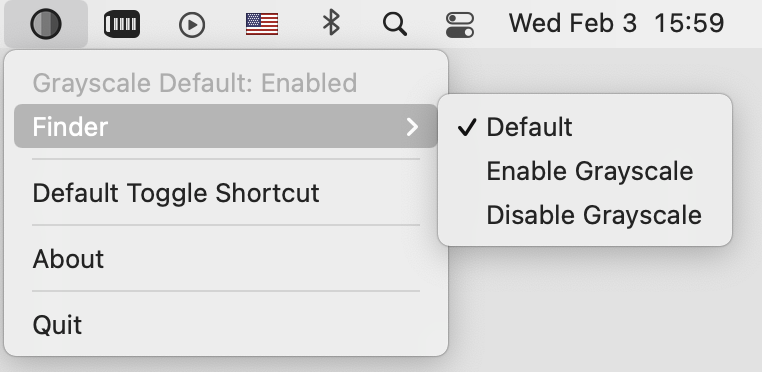 Wed Feb 3 15:59
Grayscale Default: Enabled
Finder
Default
Enable Grayscale
Disable Grayscale
Default Toggle Shortcut
About
Quit